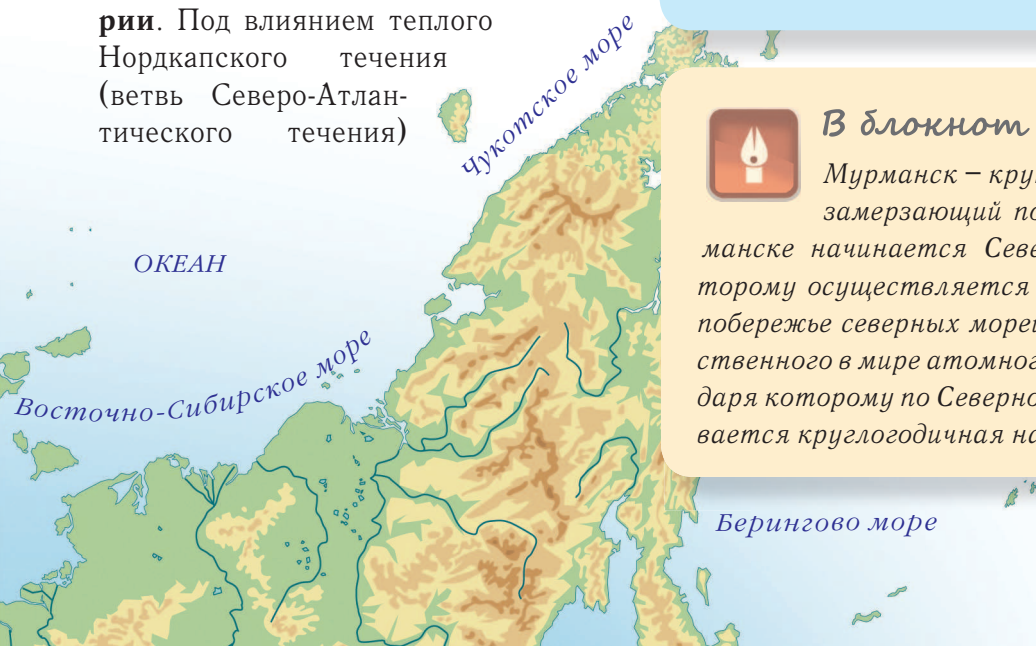 рии. Под влиянием теплого
Нордкапского течения
(ветвь Северо-Атлан-
тического течения)
Чукотское море
ОКЕАН
Восточно-Сибирское море
В блокнот
Мурманск – кру
замерзающий по
манске начинается Севе
торому осуществляется
побережье северных морей
ственного в мире атомног
даря которому по Северно
вается круглогодичная на
Берингово море